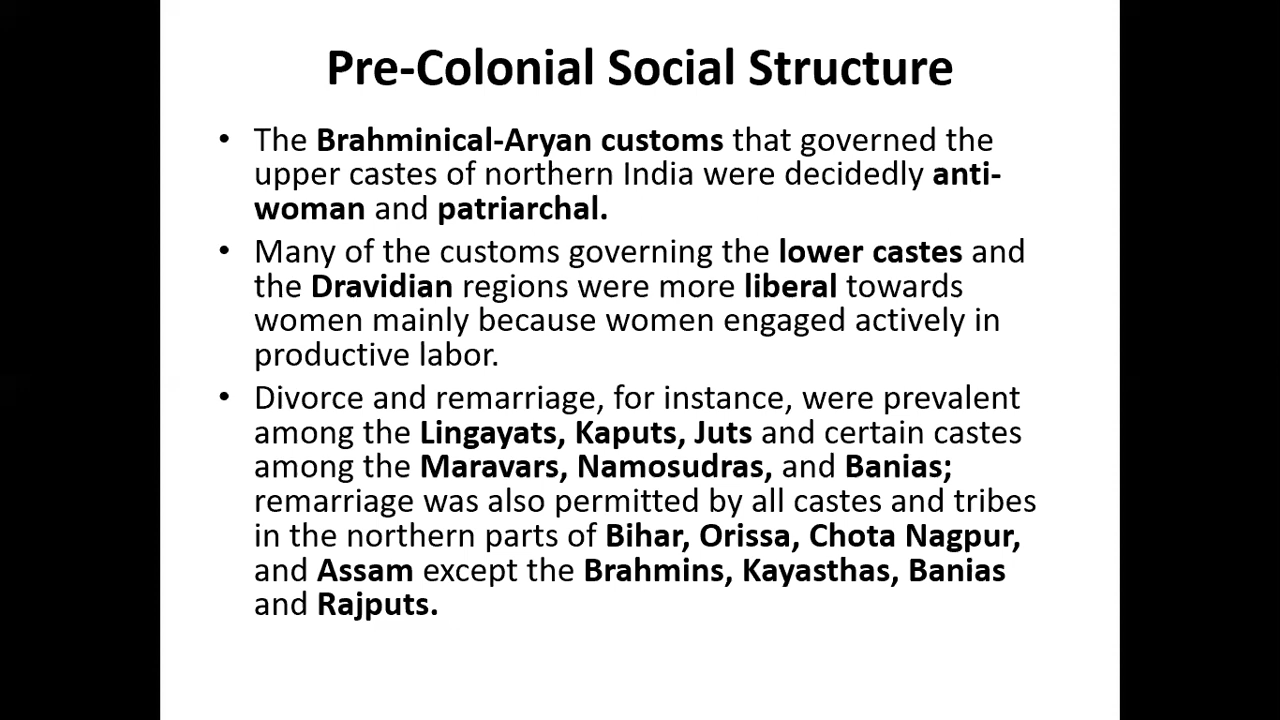 Pre-Colonial Social Structure
• The Brahminical-Aryan customs that governed the
upper castes of northern India were decidedly anti-
woman and patriarchal.
• Many of the customs governing the lower castes and
the Dravidian regions were more liberal towards
women mainly because women engaged actively in
productive labor.
• Divorce and remarriage, for instance, were prevalent
among the Lingayats, Kaputs, Juts and certain castes
among the Maravars, Namosudras, and Banias;
remarriage was also permitted by all castes and tribes
in the northern parts of Bihar, Orissa, Chota Nagpur,
and Assam except the Brahmins, Kayasthas, Banias
and Rajputs.